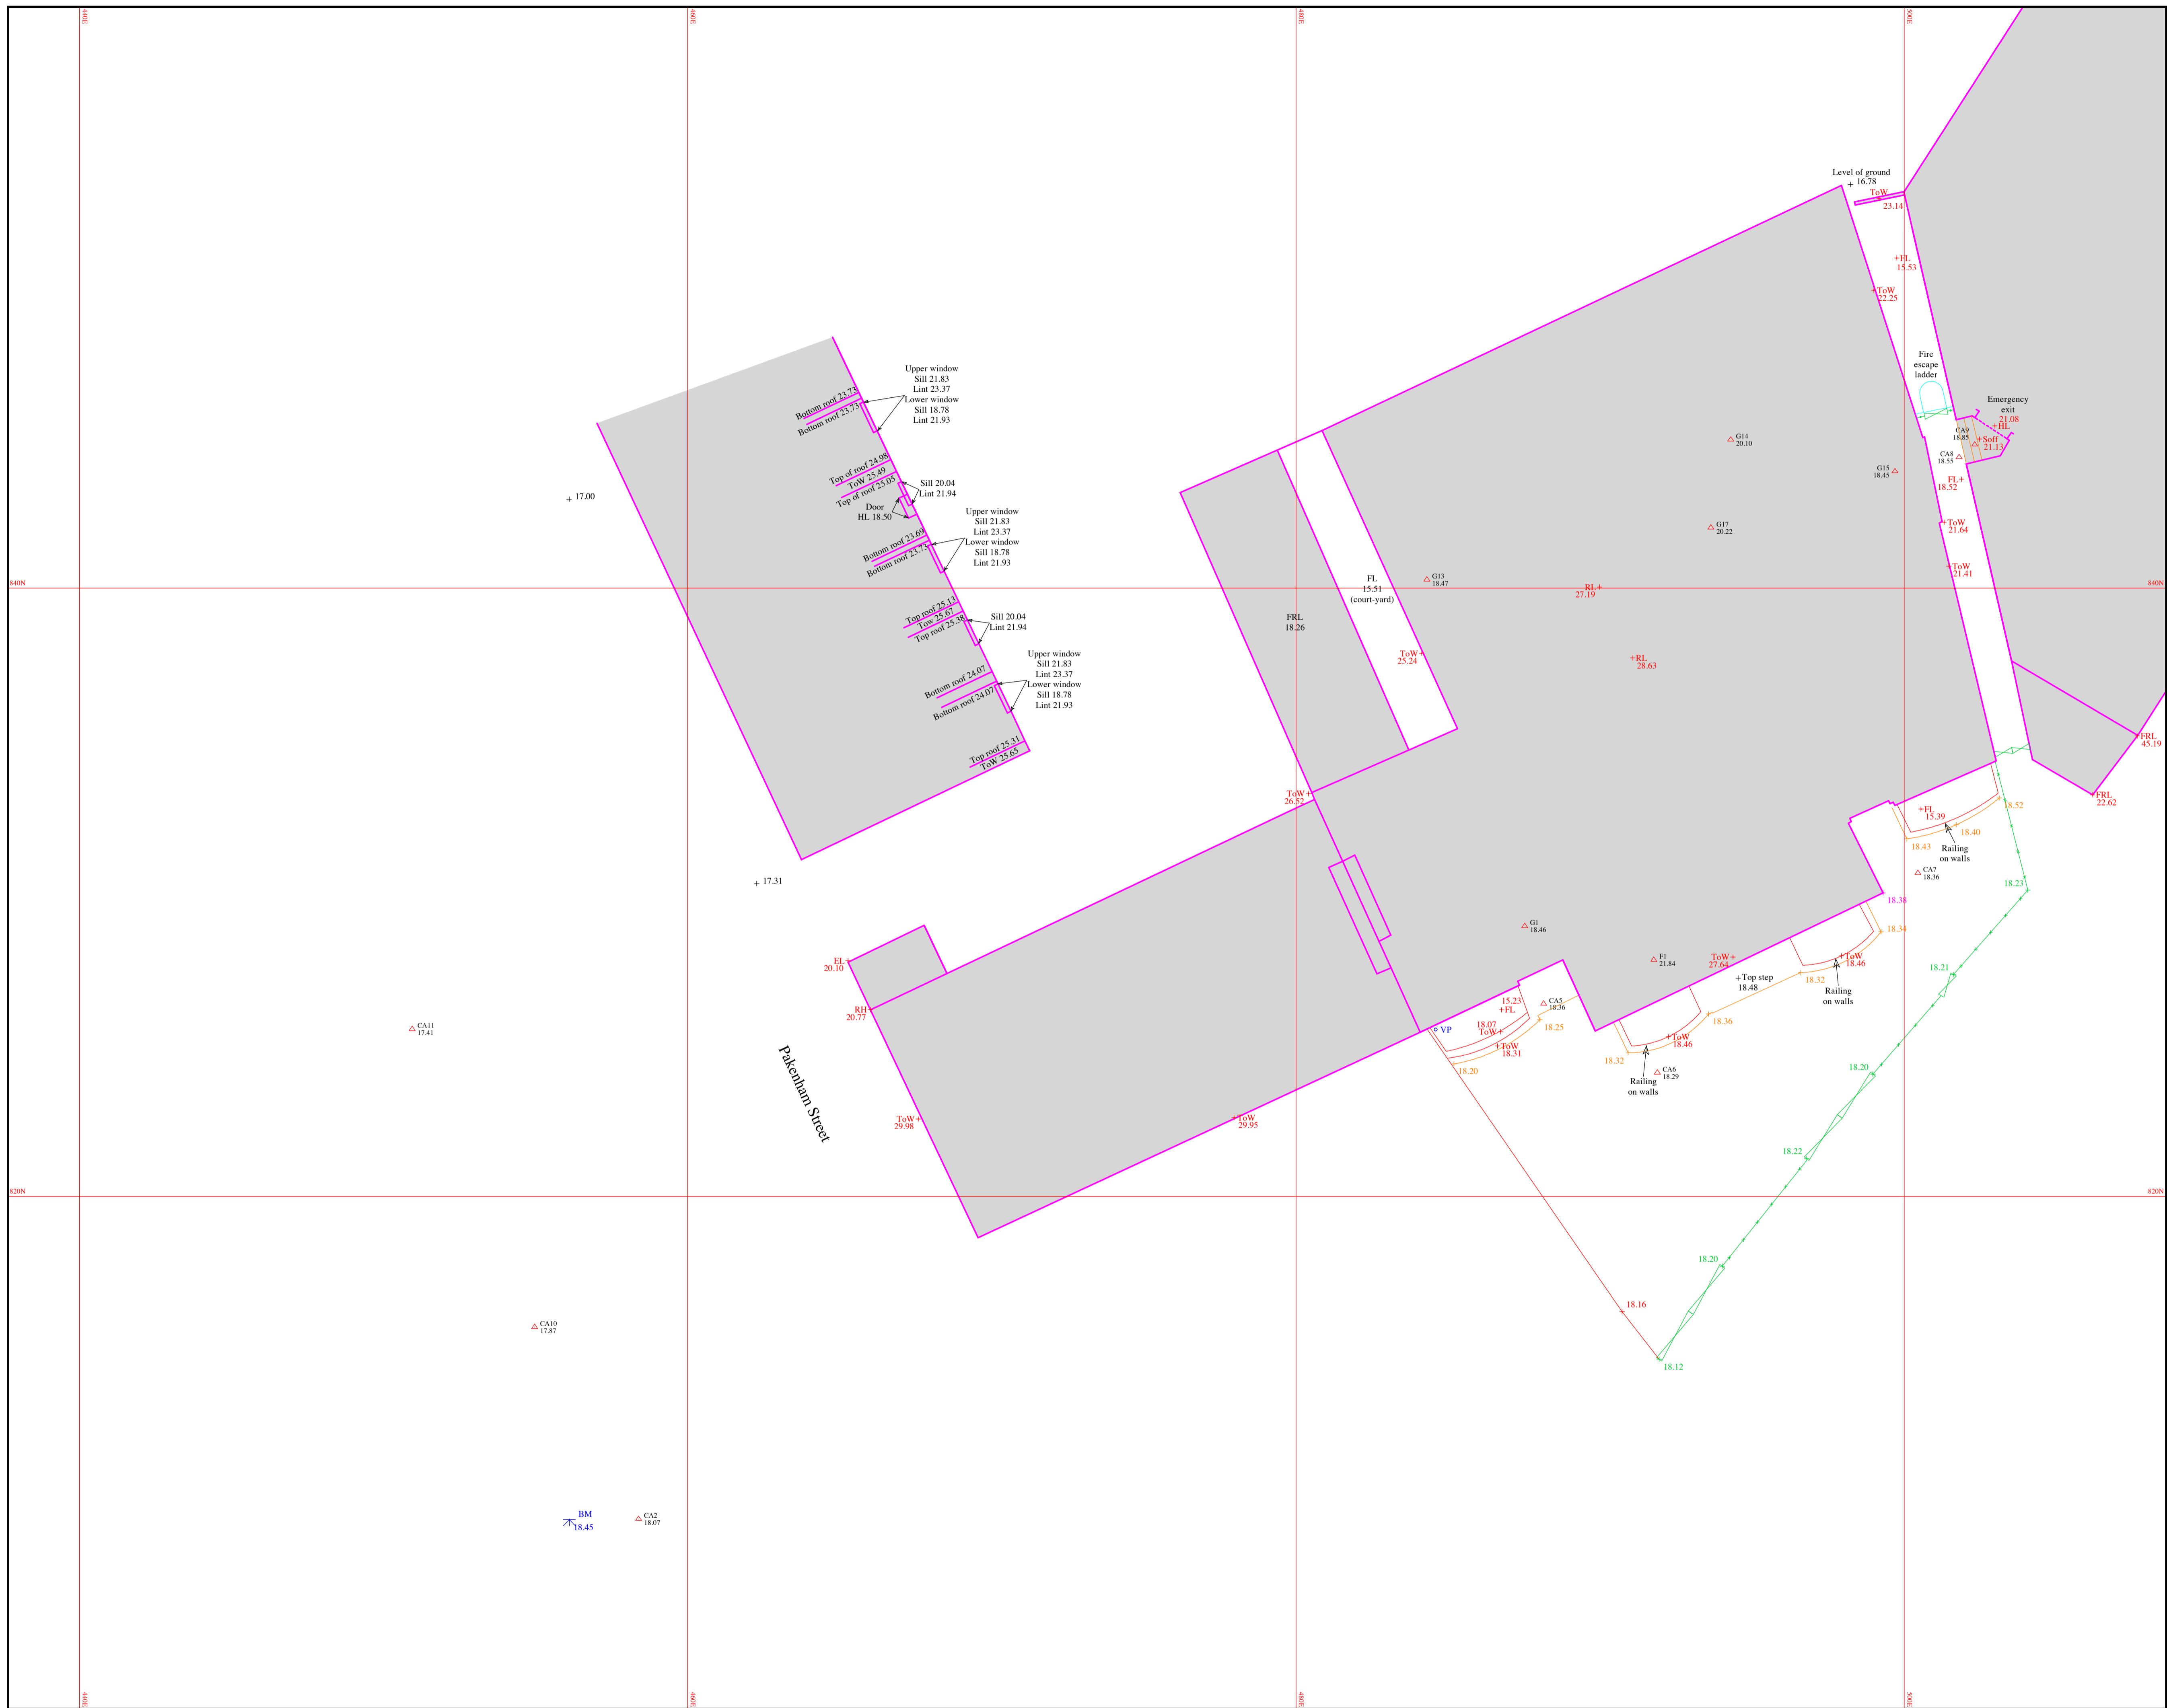 440E
460E
480E
500E
Level of ground
16.78
ToW
23.14
FL
15.53
ToW
22.25
Fire
escape
ladder
Emergency
exit
21.08
HL
CA9
18.85
Soff
21.13
CA8
18.55
G14
20.10
G15
18.45
FL
18.52
G17
20.22
ToW
21.64
ToW
21.41
Upper window
Sill 21.83
Lint 23.37
Lower window
Sill 18.78
Lint 21.93
Bottom roof 23.73
Bottom roof 23.73
Top of roof 24.98
ToW 25.49
Top of roof 25.05
Sill 20.04
Lint 21.94
Door
HL 18.50
17.00
Upper window
Sill 21.83
Lint 23.37
Lower window
Sill 18.78
Lint 21.93
Bottom roof 23.69
Bottom roof 23.73
840N
840N
G13
18.47
FL
15.51
(court-yard)
RL
27.19
FRL
18.26
Top roof 25.13
Tow 25.67
Top roof 25.38
Sill 20.04
Lint 21.94
ToW
25.24
RL
28.63
Upper window
Sill 21.83
Lint 23.37
Lower window
Sill 18.78
Lint 21.93
Bottom roof 24.07
Bottom roof 24.07
Top roof 25.31
ToW 25.65
FRL
45.19
FRL
22.62
ToW
26.52
FL
15.39
18.52
18.40
18.43
Railing
on walls
CA7
18.36
17.31
18.23
18.38
G1
18.46
18.34
EL
20.10
F1
21.84
ToW
27.64
ToW
18.46
18.21
Top step
18.48
18.32
Railing
on walls
RH
20.77
15.23
FL
CA5
18.36
18.36
18.25
18.07
ToW
VP
CA11
17.41
ToW
18.31
ToW
18.46
18.32
18.20
CA6
18.29
Railing
on walls
18.20
Pakenham Street
ToW
29.98
ToW
29.95
18.22
820N
820N
18.20
18.16
CA10
17.87
18.12
BM
18.45
CA2
18.07
440E
460E
480E
500E